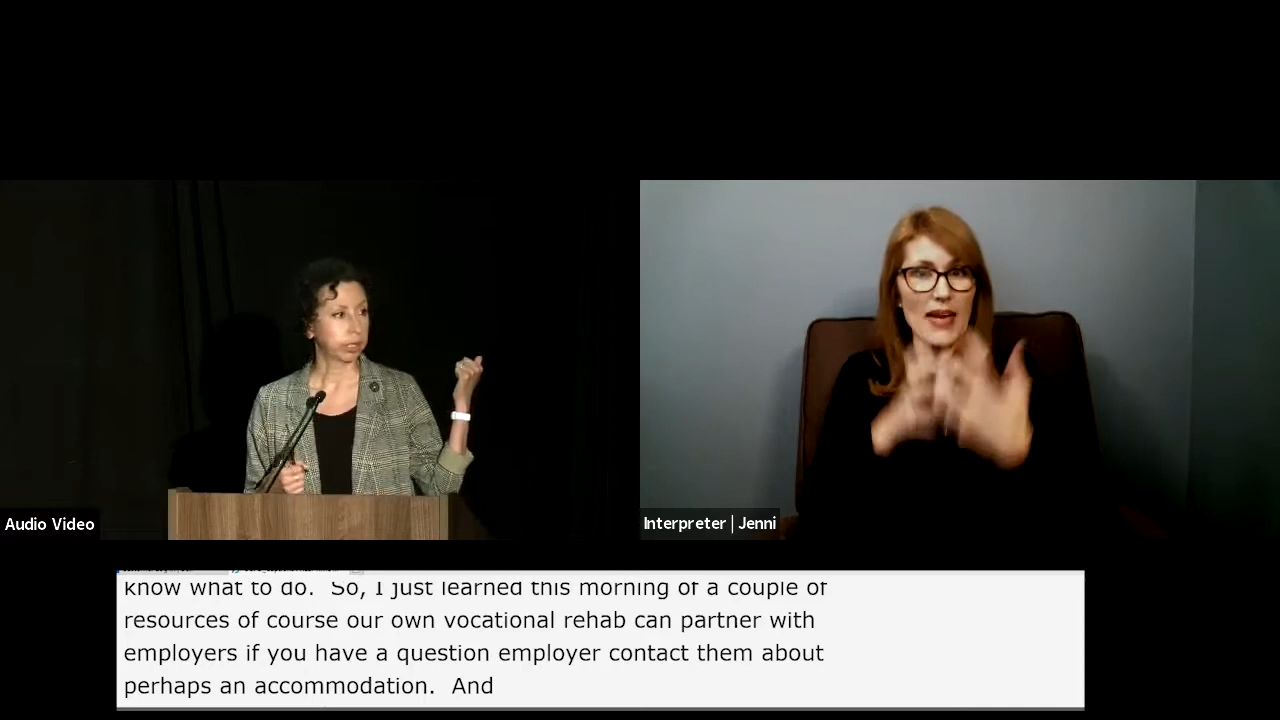 Audio Video
Interpreter | Jenni
know what to do.  So, I just learned this morning of a couple of
resources of course our own vocational rehab can partner with
employers if you have a question employer contact them about
perhaps an accommodation.  And